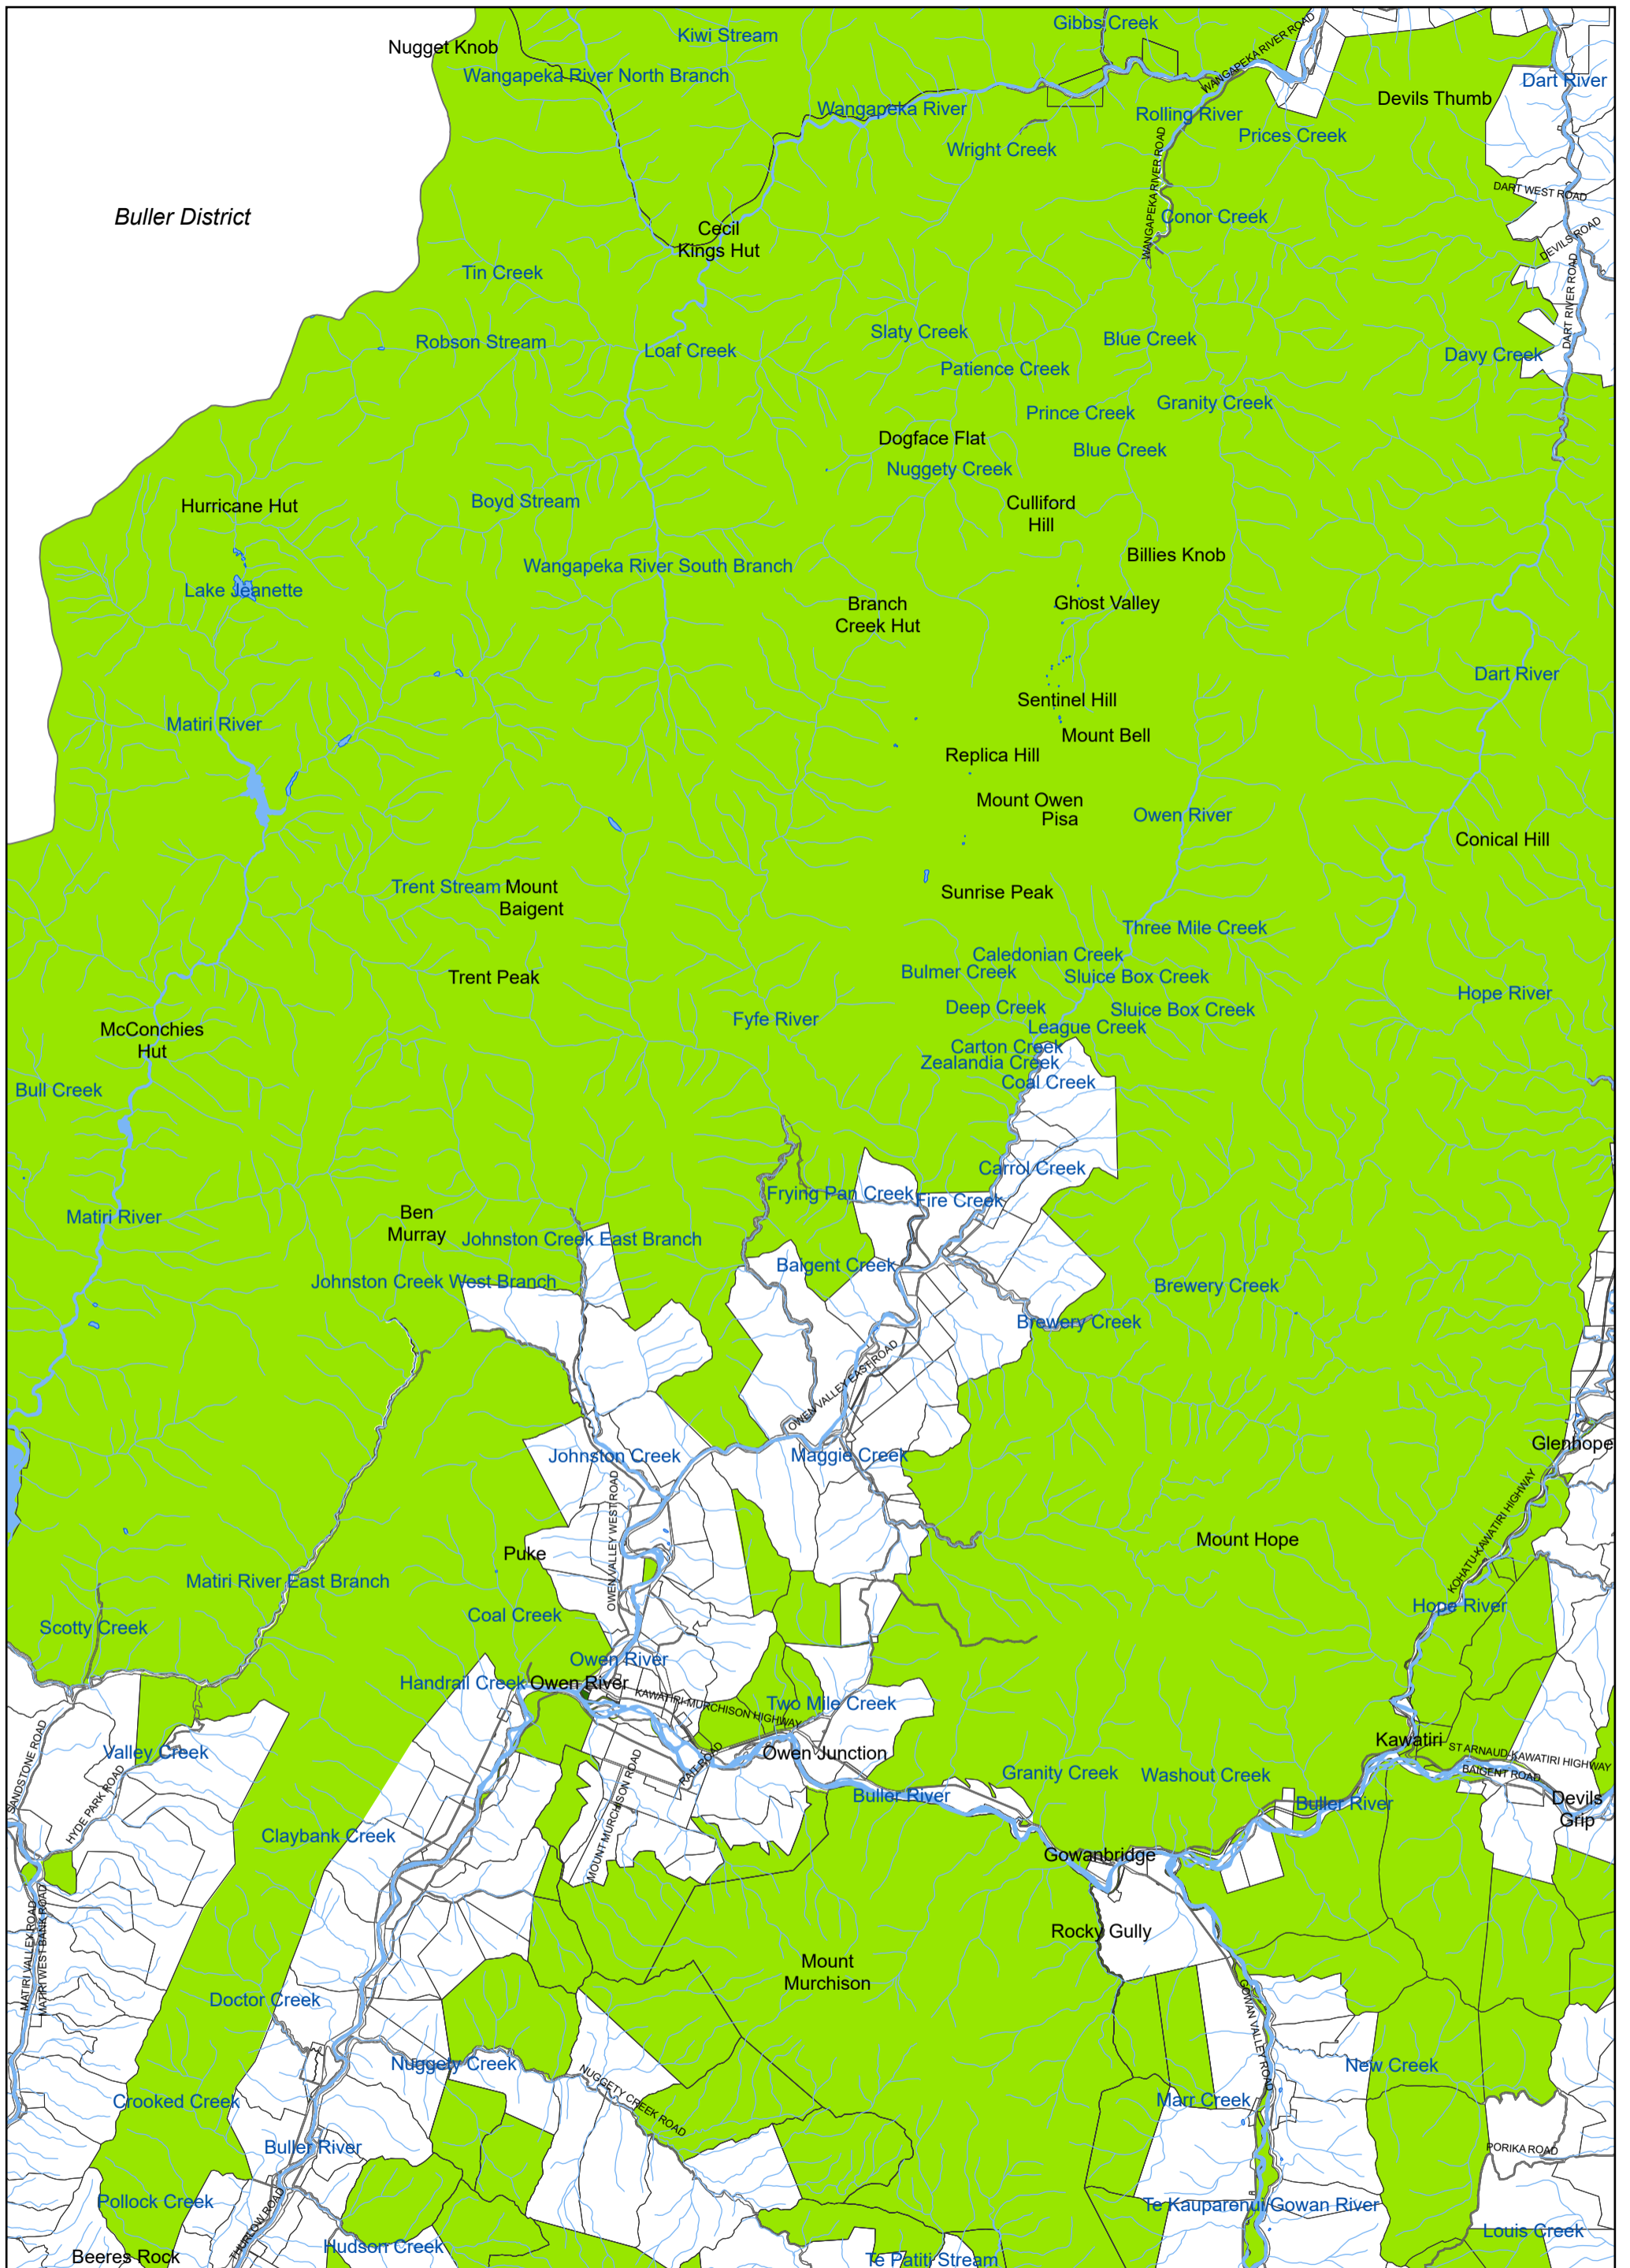 Gibbs Creek
Kiwi Stream
Nugget Knob
WANGAPEKA RIVER ROAD
Wangapeka River North Branch
Dart River
Devils Thumb
Wangapeka River
Rolling River
Prices Creek
Wright Creek
WANGAPEKA RIVER ROAD
DART WEST ROAD
Buller District
Conor Creek
Cecil
Kings Hut
DEVILS ROAD
Tin Creek
DART RIVER ROAD
Slaty Creek
Blue Creek
Robson Stream
Loaf Creek
Davy Creek
Patience Creek
Granity Creek
Prince Creek
Dogface Flat
Blue Creek
Nuggety Creek
Boyd Stream
Hurricane Hut
Culliford
Hill
Billies Knob
Wangapeka River South Branch
Lake Jeanette
Branch
Creek Hut
Ghost Valley
Dart River
Sentinel Hill
Matiri River
Mount Bell
Replica Hill
Mount Owen
Pisa
Owen River
Conical Hill
Trent Stream
Mount
Baigent
Sunrise Peak
Three Mile Creek
Caledonian Creek
Bulmer Creek
Sluice Box Creek
Trent Peak
Hope River
Deep Creek
Sluice Box Creek
Fyfe River
League Creek
McConchies
Hut
Carton Creek
Zealandia Creek
Coal Creek
Bull Creek
Carrol Creek
Frying Pan Creek
Fire Creek
Matiri River
Ben
Murray
Johnston Creek East Branch
Baigent Creek
Johnston Creek West Branch
Brewery Creek
Brewery Creek
OWEN VALLEY EAST ROAD
Glenhope
Johnston Creek
Maggie Creek
KOHATU-KAWATIRI HIGHWAY
OWEN VALLEY WEST ROAD
Mount Hope
Puke
Matiri River East Branch
Hope River
Coal Creek
Scotty Creek
Owen River
Handrail Creek
Owen River
KAWATIRI-MURCHISON HIGHWAY
Two Mile Creek
Kawatiri
SANDSTONE ROAD
Valley Creek
Owen Junction
ST ARNAUD-KAWATIRI HIGHWAY
RAIT ROAD
BAIGENT ROAD
Granity Creek
Washout Creek
HYDE PARK ROAD
MOUNT MURCHISON ROAD
Buller River
Buller River
Devils
Grip
Claybank Creek
Gowanbridge
Rocky Gully
MATIRI VALLEY ROAD
MATIRI WEST BANK ROAD
Mount
Murchison
Doctor Creek
GOWAN VALLEY ROAD
Nuggety Creek
New Creek
NUGGETY CREEK ROAD
Crooked Creek
Marr Creek
Buller River
PORIKA ROAD
Pollock Creek
Te Kauparenui/Gowan River
THURLOW ROAD
Louis Creek
Hudson Creek
Beeres Rock
Te Patiti Stream